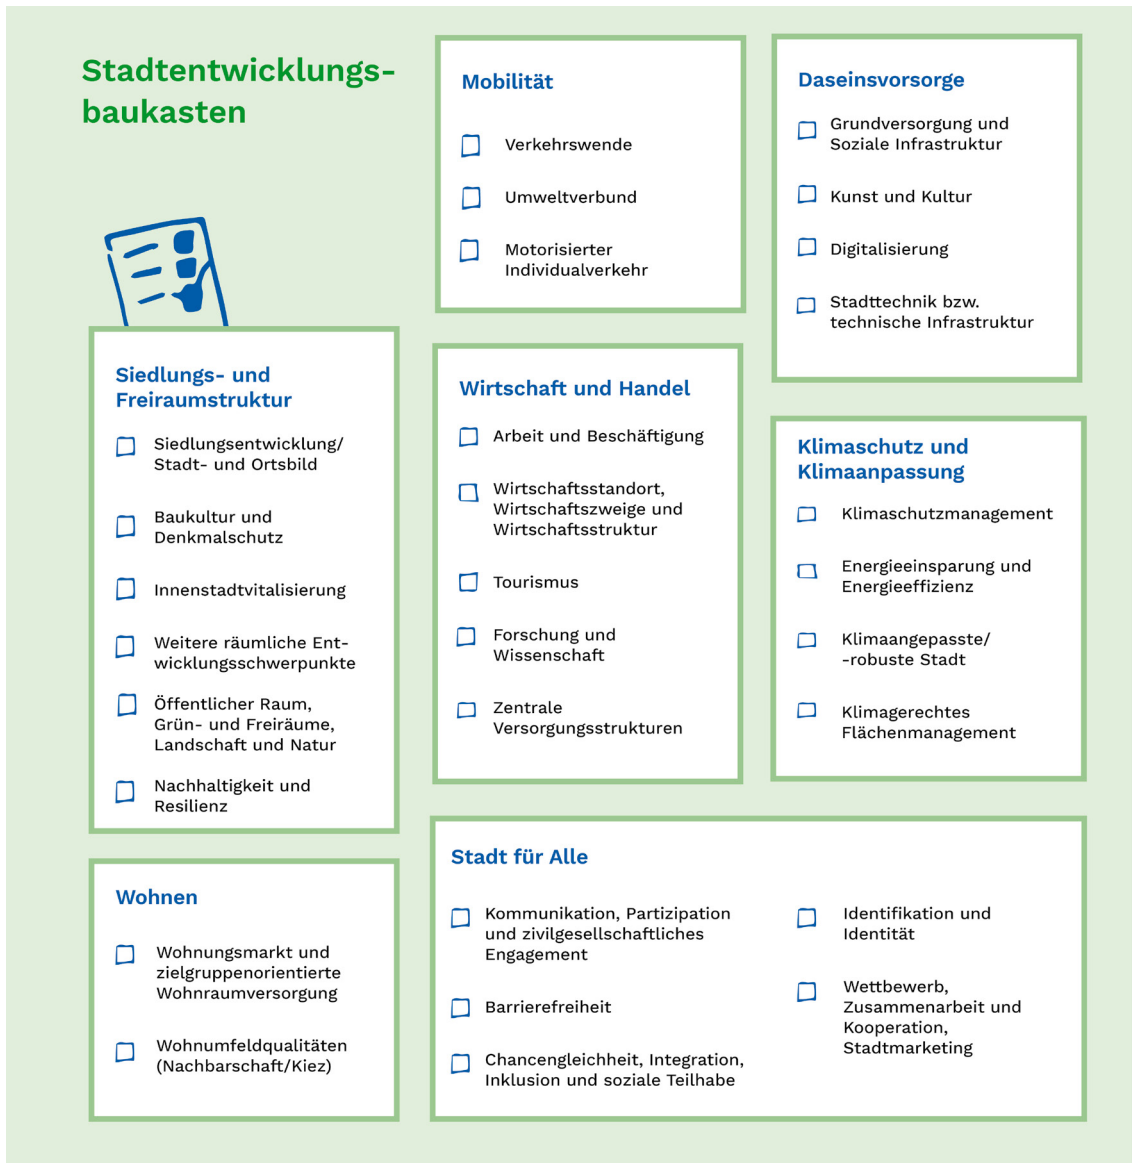 Stadtentwicklungs-
baukasten
Siedlungs- und
Freiraumstruktur
Siedlungsentwicklung/
Stadt- und Ortsbild
Baukultur und
Denkmalschutz
Innenstadtvitalisierung
Weitere räumliche Ent-
wicklungsschwerpunkte
Öffentlicher Raum,
Grün- und Freiräume,
Landschaft und Natur
Nachhaltigkeit und
Resilienz
Wohnen
Wohnungsmarkt und
zielgruppenorientierte
Wohnraumversorgung
Wohnumfeldqualitäten
(Nachbarschaft/Kiez)
Mobilität
Verkehrswende
Umweltverbund
Motorisierter
Individualverkehr
Wirtschaft und Handel
Arbeit und Beschäftigung
Wirtschaftsstandort,
Wirtschaftszweige und
Wirtschaftsstruktur
Tourismus
Forschung und
Wissenschaft
Zentrale
Versorgungsstrukturen
Daseinsvorsorge
Grundversorgung und
Soziale Infrastruktur
Kunst und Kultur
Digitalisierung
Stadttechnik bzw.
technische Infrastruktur
Klimaschutz und
Klimaanpassung
Klimaschutzmanagement
Energieeinsparung und
Energieeffizienz
Klimaangepasste/
-robuste Stadt
Klimagerechtes
Flächenmanagement
Stadt für Alle
Kommunikation, Partizipation
und zivilgesellschaftliches
Engagement
Barrierefreiheit
Chancengleichheit, Integration,
Inklusion und soziale Teilhabe
Identifikation und
Identität
Wettbewerb,
Zusammenarbeit und
Kooperation,
Stadtmarketing